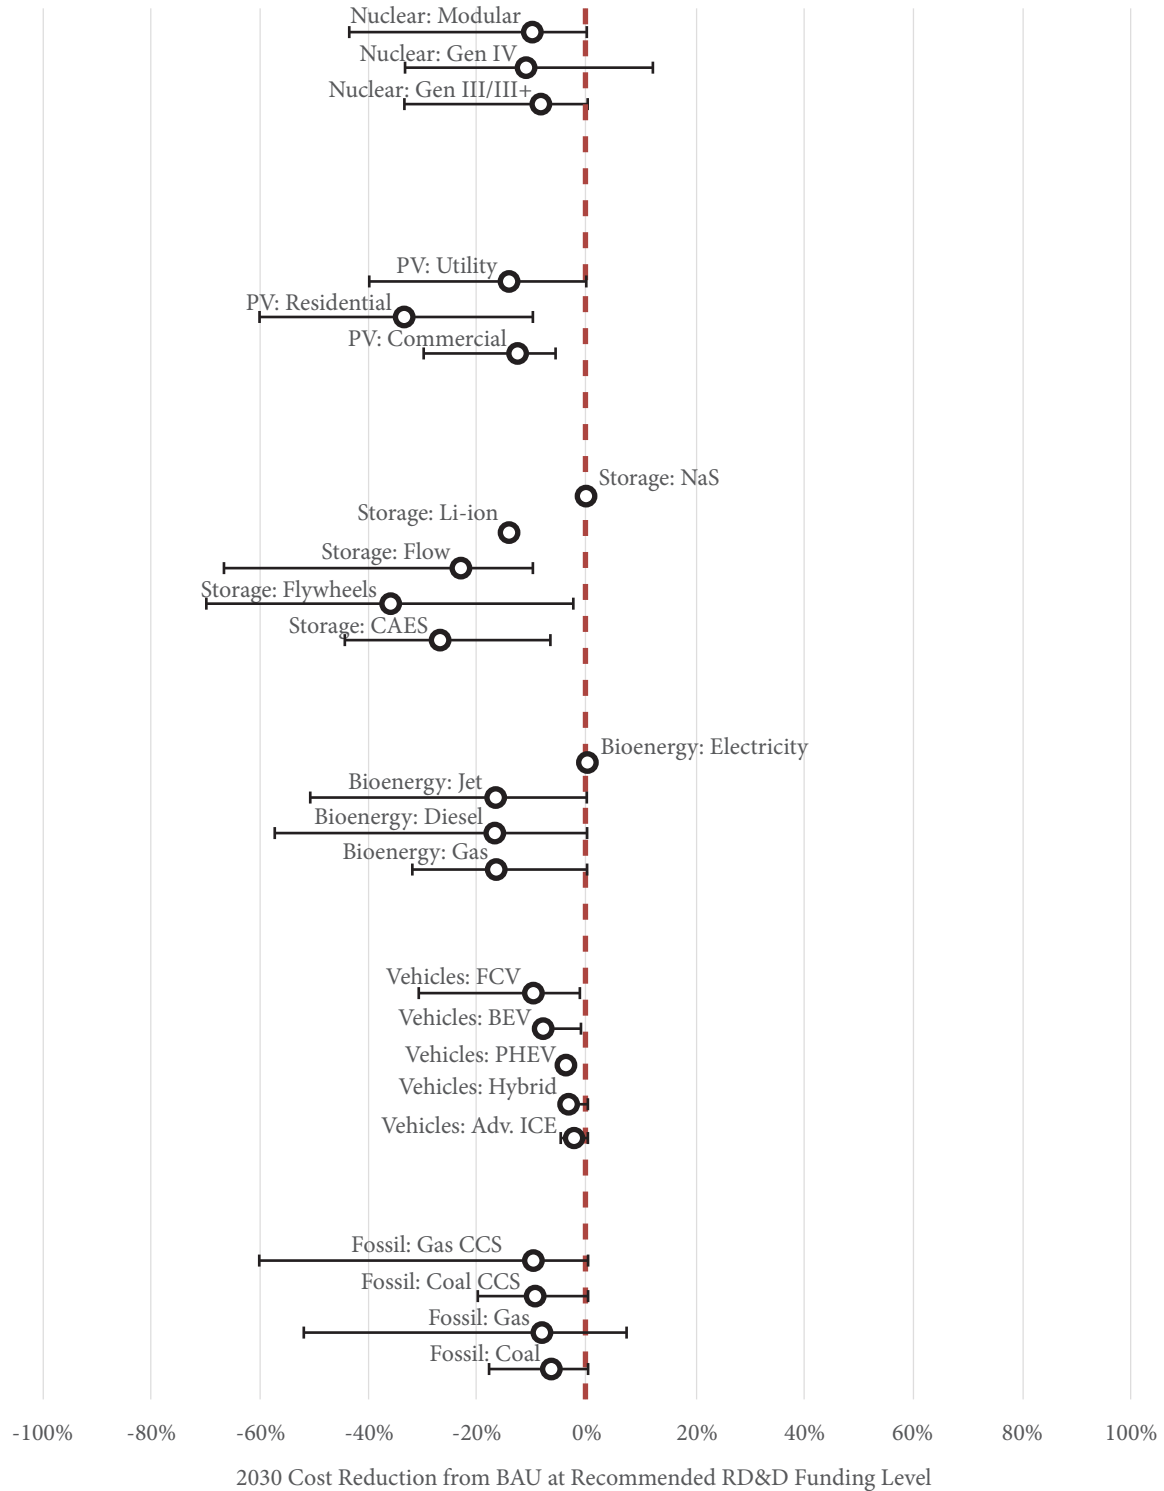 Nuclear: Modular
Nuclear: Gen IV
Nuclear: Gen III/III+
PV: Utility
PV: Residential
PV: Commercial
Storage: NaS
Storage: Li-ion
Storage: Flow
Storage: Flywheels
Storage: CAES
Bioenergy: Electricity
Bioenergy: Jet
Bioenergy: Diesel
Bioenergy: Gas
Vehicles: FCV
Vehicles: BEV
Vehicles: PHEV
Vehicles: Hybrid
Vehicles: Adv. ICE
Fossil: Gas CCS
Fossil: Coal CCS
Fossil: Gas
Fossil: Coal
-100% -80% -60% -40% -20% 0% 20% 40% 60% 80% 100%
2030 Cost Reduction from BAU at Recommended RD&D Funding Level